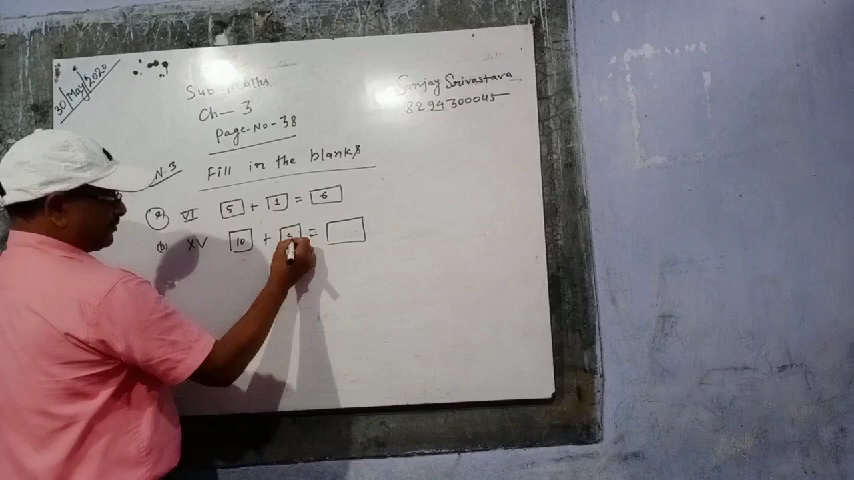 30/May/2020
Sub Maths
Ch- 3
Page-No-38
Sanjay Srivastava
8294300045
N.3
Fill in the blanks
(a) VI 5 + 1 = 6
(b) XV 10 + 5 =